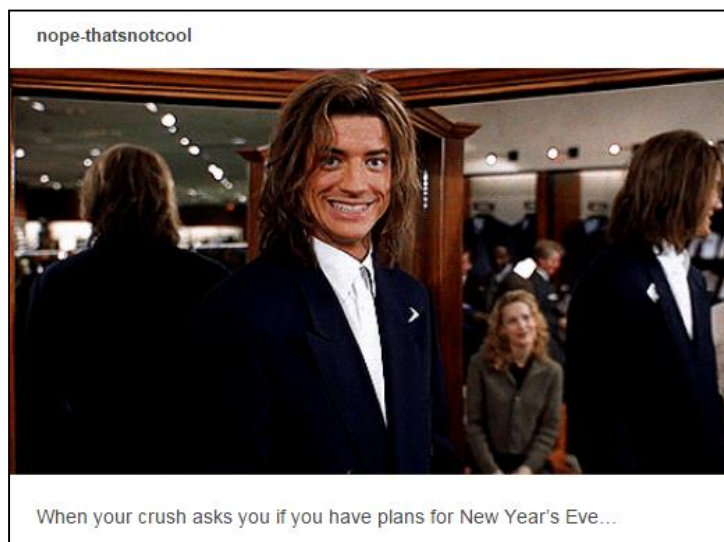 nope-thatsnotcool
When your crush asks you if you have plans for New Year's Eve…